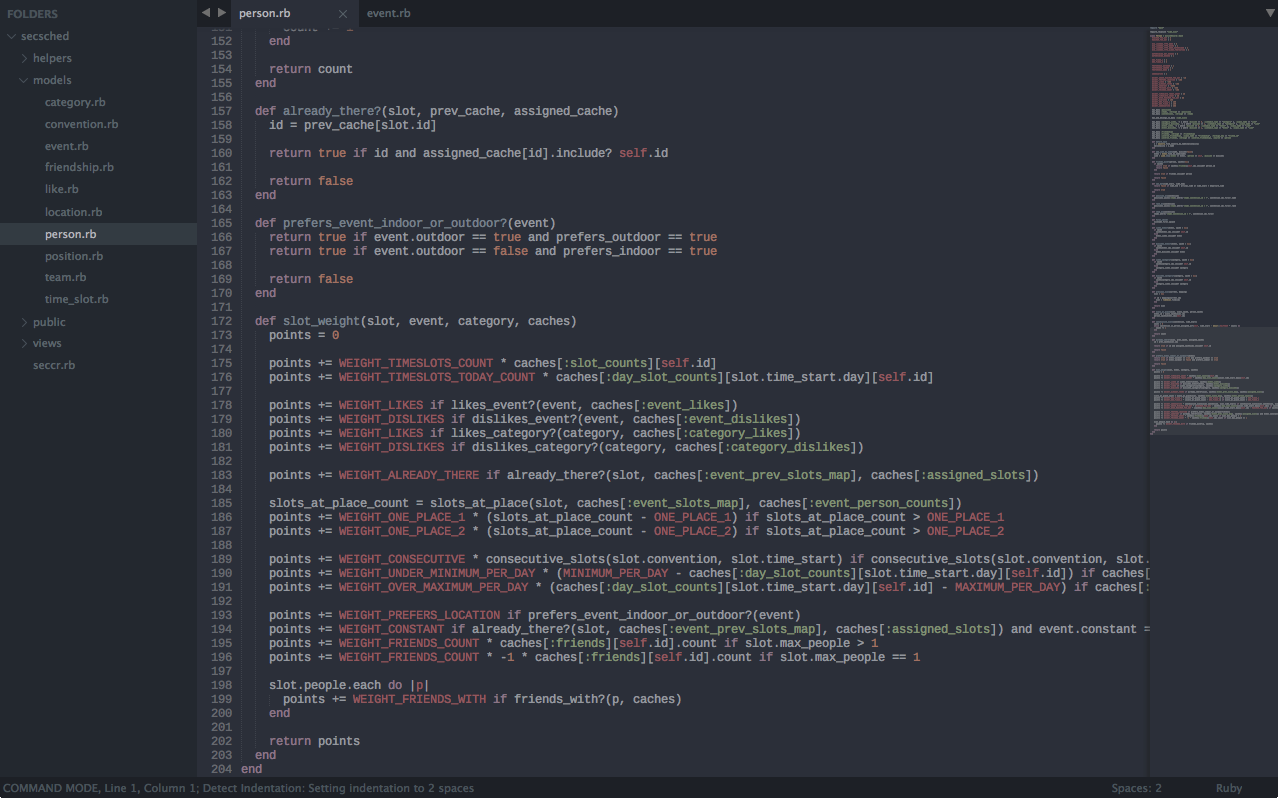 FOLDERS
secsched
helpers
models
category.rb
convention.rb
event.rb
friendship.rb
like.rb
location.rb
person.rb
position.rb
team.rb
time_slot.rb
public
views
seccr.rb
person.rb
event.rb
152 end
153
154 return count
155 end
156
157 def already_there?(slot, prev_cache, assigned_cache)
158 id = prev_cache[slot.id]
159
160 return true if id and assigned_cache[id].include? self.id
161
162 return false
163 end
164
165 def prefers_event_indoor_or_outdoor?(event)
166 return true if event.outdoor == true and prefers_outdoor == true
167 return true if event.outdoor == false and prefers_indoor == true
168
169 return false
170 end
171
172 def slot_weight(slot, event, category, caches)
173 points = 0
174
175 points += WEIGHT_TIMESLOTS_COUNT * caches[:slot_counts][self.id]
176 points += WEIGHT_TIMESLOTS_TODAY_COUNT * caches[:day_slot_counts][slot.time_start.day][self.id]
177
178 points += WEIGHT_LIKES if likes_event?(event, caches[:event_likes])
179 points += WEIGHT_DISLIKES if dislikes_event?(event, caches[:event_dislikes])
180 points += WEIGHT_LIKES if likes_category?(category, caches[:category_likes])
181 points += WEIGHT_DISLIKES if dislikes_category?(category, caches[:category_dislikes])
182
183 points += WEIGHT_ALREADY_THERE if already_there?(slot, caches[:event_prev_slots_map], caches[:assigned_slots])
184
185 slots_at_place_count = slots_at_place(slot, caches[:event_slots_map], caches[:event_person_counts])
186 points += WEIGHT_ONE_PLACE_1 * (slots_at_place_count - ONE_PLACE_1) if slots_at_place_count > ONE_PLACE_1
187 points += WEIGHT_ONE_PLACE_2 * (slots_at_place_count - ONE_PLACE_2) if slots_at_place_count > ONE_PLACE_2
188
189 points += WEIGHT_CONSECUTIVE * consecutive_slots(slot.convention, slot.time_start) if consecutive_slots(slot.convention, slot.
190 points += WEIGHT_UNDER_MINIMUM_PER_DAY * (MINIMUM_PER_DAY - caches[:day_slot_counts][slot.time_start.day][self.id]) if caches[
191 points += WEIGHT_OVER_MAXIMUM_PER_DAY * (caches[:day_slot_counts][slot.time_start.day][self.id] - MAXIMUM_PER_DAY) if caches[:
192
193 points += WEIGHT_PREFERS_LOCATION if prefers_event_indoor_or_outdoor?(event)
194 points += WEIGHT_CONSTANT if already_there?(slot, caches[:event_prev_slots_map], caches[:assigned_slots]) and event.constant =
195 points += WEIGHT_FRIENDS_COUNT * caches[:friends][self.id].count if slot.max_people > 1
196 points += WEIGHT_FRIENDS_COUNT * -1 * caches[:friends][self.id].count if slot.max_people == 1
197
198 slot.people.each do |p|
199 points += WEIGHT_FRIENDS_WITH if friends_with?(p, caches)
200 end
201
202 return points
203 end
204 end
COMMAND MODE, Line 1, Column 1; Detect Indentation: Setting indentation to 2 spaces
Spaces: 2
Ruby